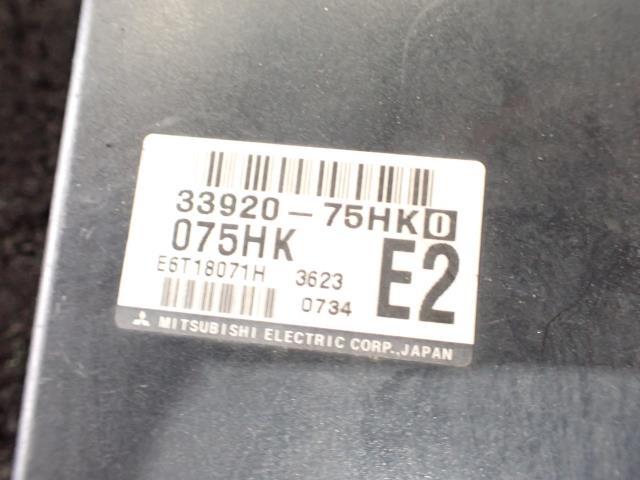 33920-75HK0
075HK E2
E6T18071H 3623
0734
MITSUBISHI ELECTRIC CORP.,JAPAN